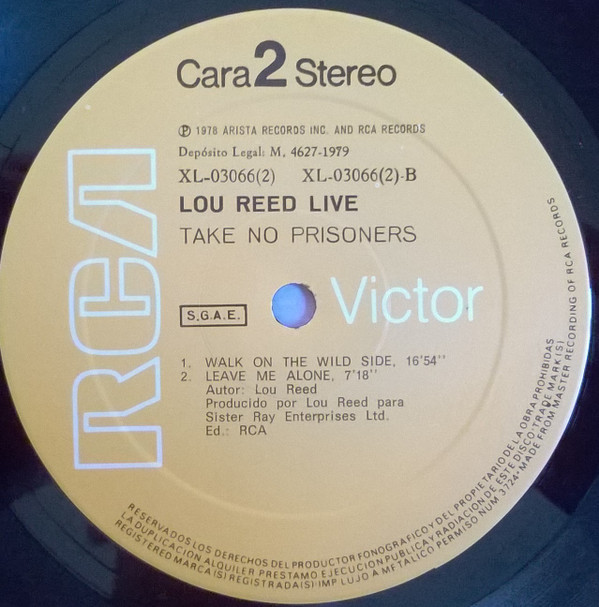 Cara 2 Stereo
℗ 1978 ARISTA RECORDS INC. AND RCA RECORDS
Depósito Legal: M, 4627-1979
XL-03066(2) XL-03066(2)-B
LOU REED LIVE
TAKE NO PRISONERS
RCA
S.G.A.E.
Victor
1. WALK ON THE WILD SIDE, 16'54''
2. LEAVE ME ALONE, 7'18''
Autor: Lou Reed
Producido por Lou Reed para
Sister Ray Enterprises Ltd.
Ed.: RCA
RESERVADOS LOS DERECHOS DEL PRODUCTOR FONOGRAFICO Y DEL PROPIETARIO DE LA OBRA PROHIBIDAS
LA DUPLICACION ALQUILER PRESTAMO EJECUCION PUBLICA Y RADIACION DE ESTE DISCO·TRADE MARK(S)
REGISTERED MARCA(S) REGISTRADA(S)·IMP LUJO A METALICO PERMISO NUM 3.724·MADE FROM MASTER RECORDING OF RCA RECORDS